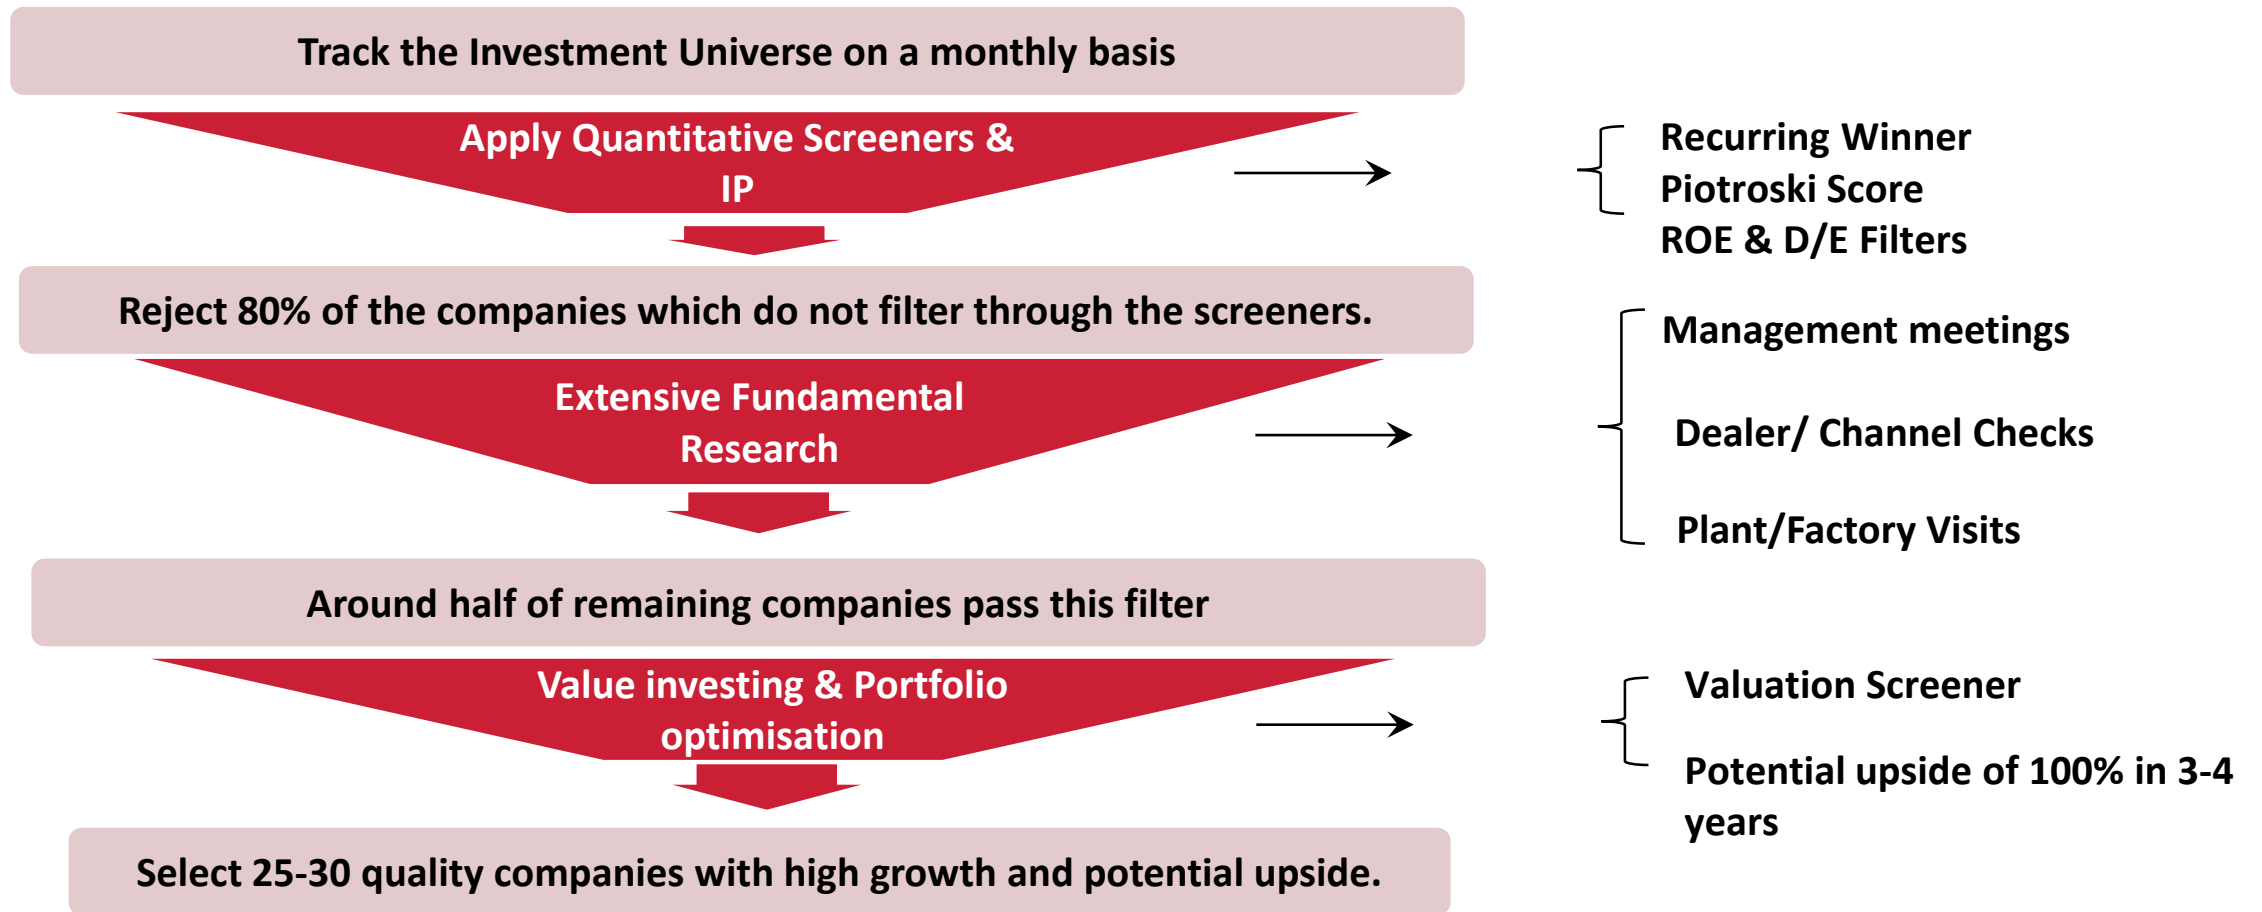 Track the Investment Universe on a monthly basis
Apply Quantitative Screeners &
IP
Recurring Winner
Piotroski Score
ROE & D/E Filters
Reject 80% of the companies which do not filter through the screeners.
Extensive Fundamental
Research
Management meetings
Dealer/ Channel Checks
Plant/Factory Visits
Around half of remaining companies pass this filter
Value investing & Portfolio
optimisation
Valuation Screener
Potential upside of 100% in 3-4
years
Select 25-30 quality companies with high growth and potential upside.